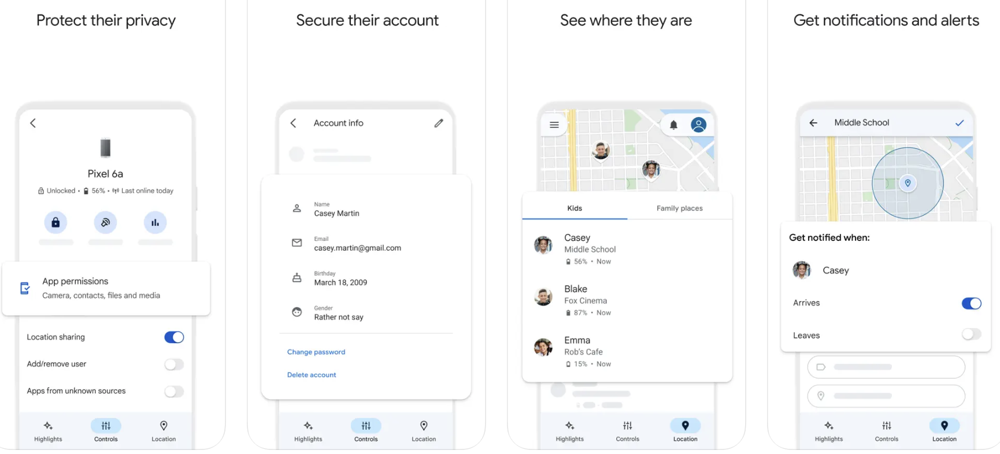 Protect their privacy
Pixel 6a
Unlocked • 56% • Last online today
App permissions
Camera, contacts, files and media
Location sharing
Add/remove user
Apps from unknown sources
Highlights
Controls
Location
Secure their account
Account info
Name
Casey Martin
Email
casey.martin@gmail.com
Birthday
March 18, 2009
Gender
Rather not say
Change password
Delete account
Highlights
Controls
Location
See where they are
Kids
Family places
Casey
Middle School
56% • Now
Blake
Fox Cinema
87% • Now
Emma
Rob's Cafe
15% • Now
Highlights
Controls
Location
Get notifications and alerts
Middle School
Get notified when:
Casey
Arrives
Leaves
Highlights
Controls
Location